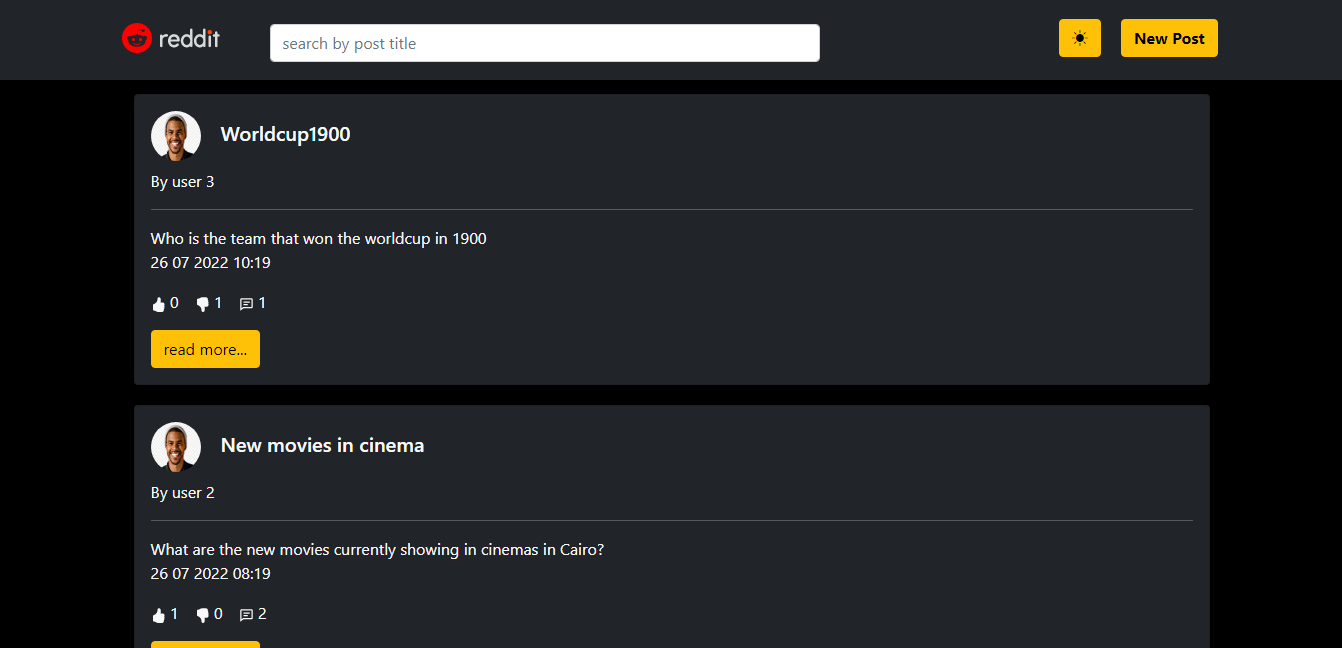 reddit
search by post title
New Post
Worldcup1900
By user 3
Who is the team that won the worldcup in 1900
26 07 2022 10:19
0 1 1
read more...
New movies in cinema
By user 2
What are the new movies currently showing in cinemas in Cairo?
26 07 2022 08:19
1 0 2